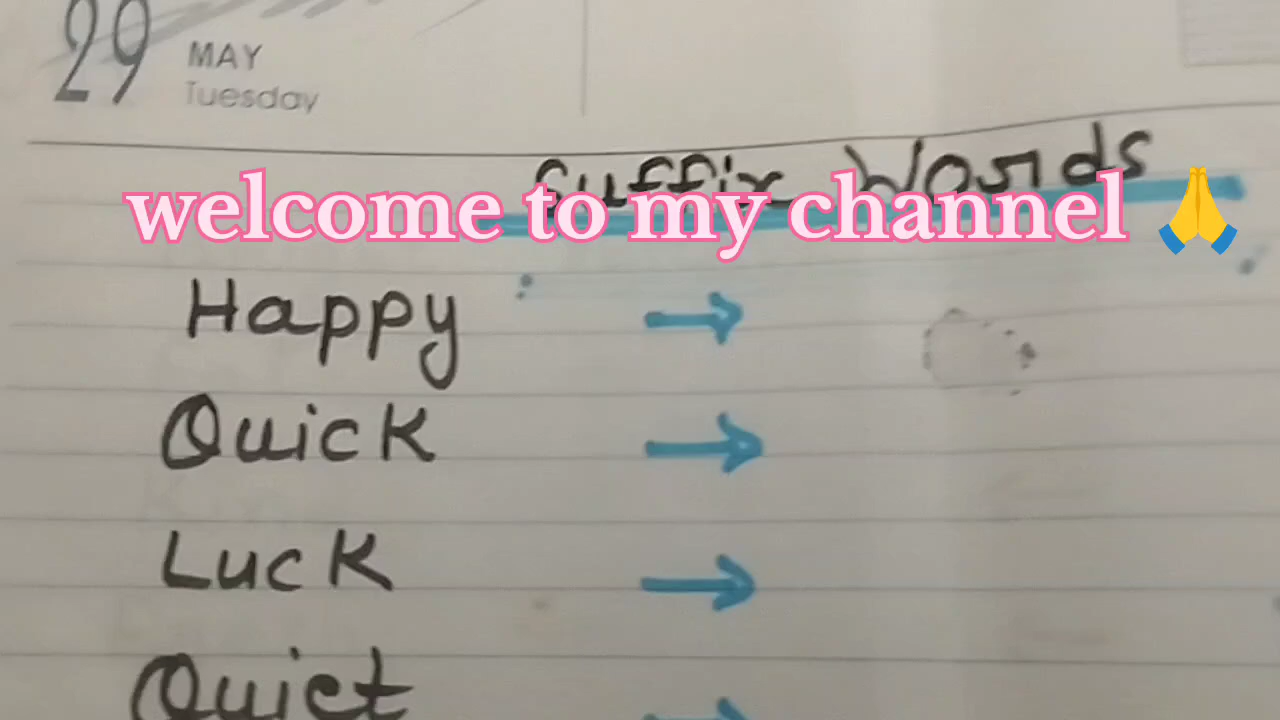 29 MAY
Tuesday
Suffix Words
welcome to my channel 🙏
Happy →
Quick →
Luck →
Quiet →